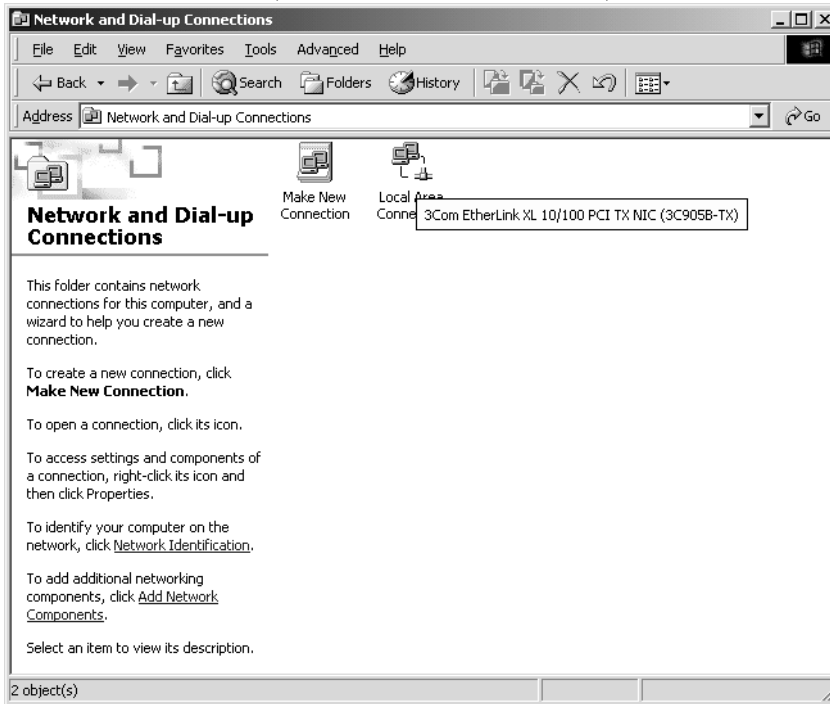 Network and Dial-up Connections
File Edit View Favorites Tools Advanced Help
Back Search Folders History
Address Network and Dial-up Connections Go
Make New
Connection
Local Area
Conne
3Com EtherLink XL 10/100 PCI TX NIC (3C905B-TX)
Network and Dial-up
Connections
This folder contains network
connections for this computer, and a
wizard to help you create a new
connection.
To create a new connection, click
Make New Connection.
To open a connection, click its icon.
To access settings and components of
a connection, right-click its icon and
then click Properties.
To identify your computer on the
network, click Network Identification.
To add additional networking
components, click Add Network
Components.
Select an item to view its description.
2 object(s)